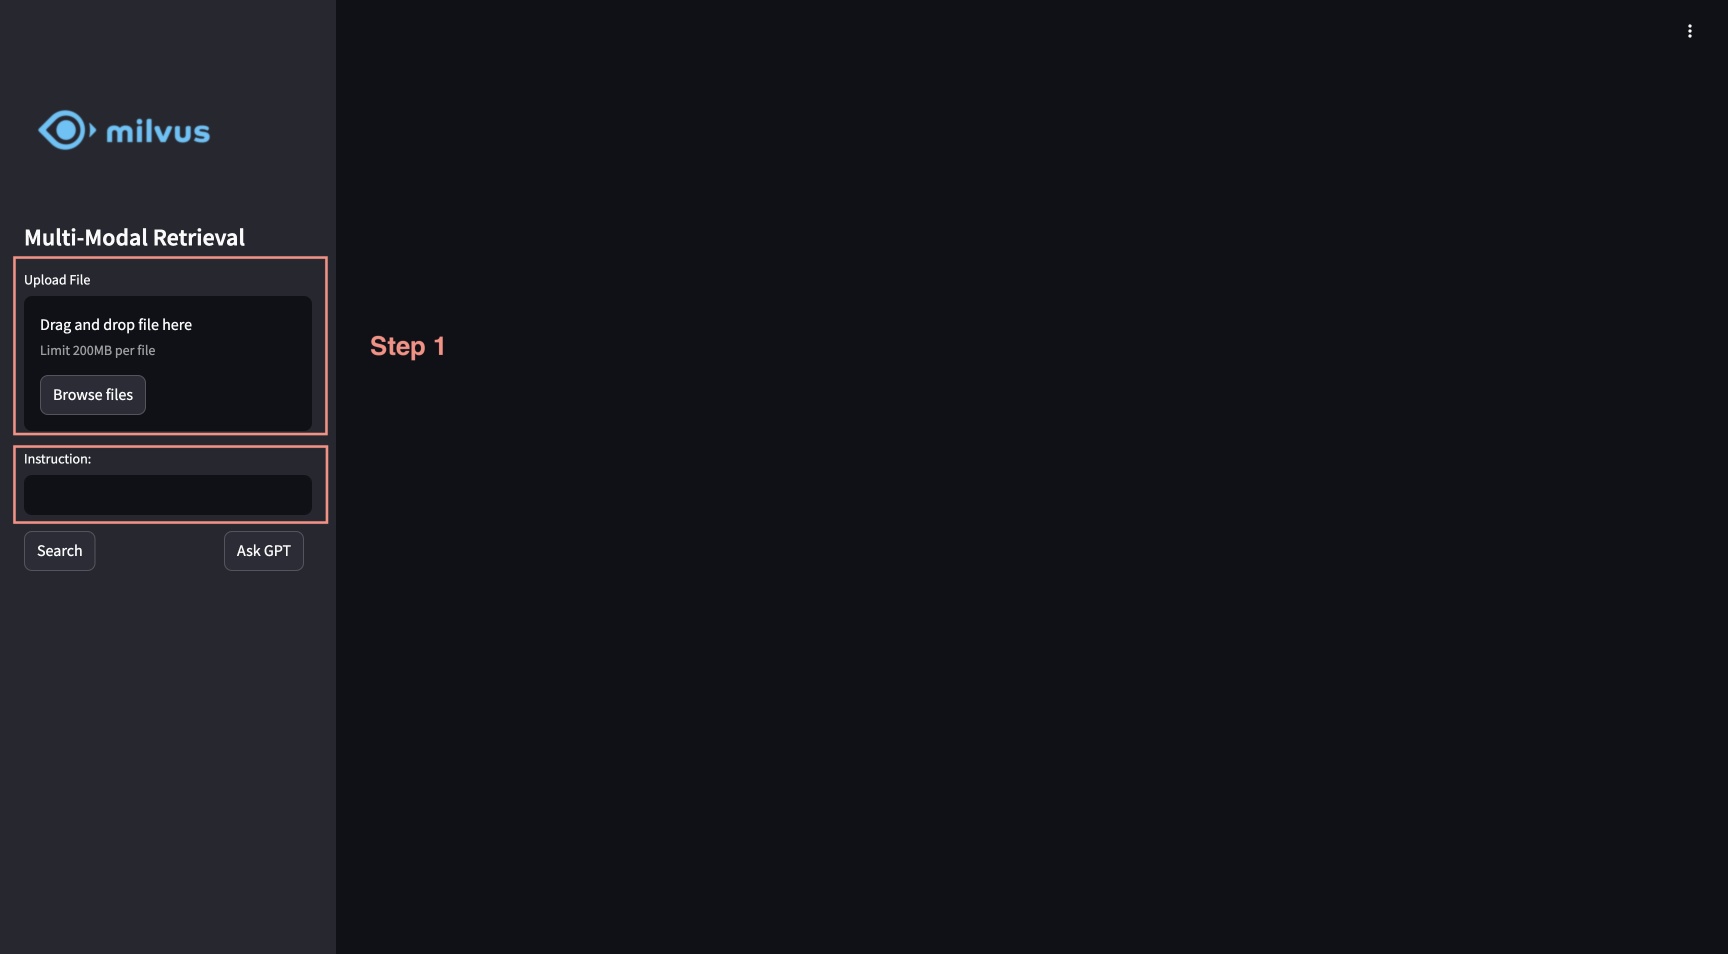 milvus
Multi-Modal Retrieval
Upload File
Drag and drop file here
Limit 200MB per file
Step 1
Browse files
Instruction:
Search
Ask GPT